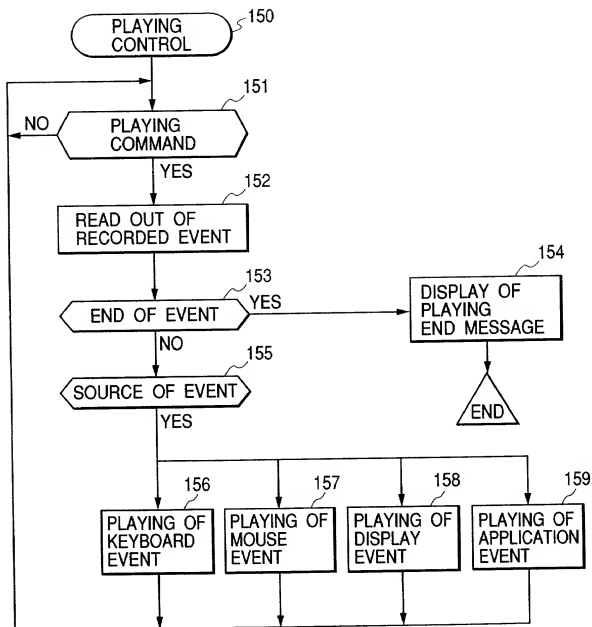 PLAYING
CONTROL
150
151
NO
PLAYING
COMMAND
YES
152
READ OUT OF
RECORDED EVENT
153
END OF EVENT
YES
154
DISPLAY OF
PLAYING
END MESSAGE
NO
END
155
SOURCE OF EVENT
YES
156
PLAYING OF
KEYBOARD
EVENT
157
PLAYING OF
MOUSE
EVENT
158
PLAYING OF
DISPLAY
EVENT
159
PLAYING OF
APPLICATION
EVENT